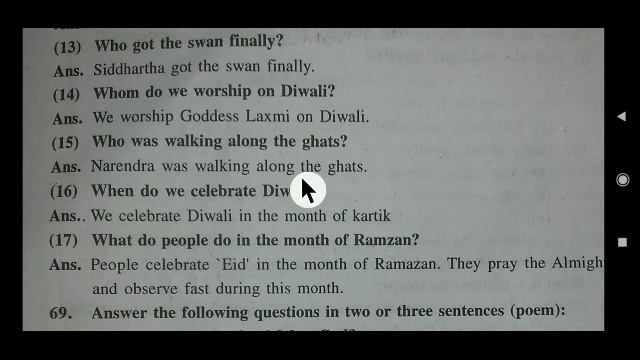 (13) Who got the swan finally?
Ans. Siddhartha got the swan finally.
(14) Whom do we worship on Diwali?
Ans. We worship Goddess Laxmi on Diwali.
(15) Who was walking along the ghats?
Ans. Narendra was walking along the ghats.
(16) When do we celebrate
Ans.. We celebrate Diwali in the month of kartik
(17) What do people do in the month of Ramzan?
Ans. People celebrate `Eid' in the month of Ramazan. They pray the Almigh
and observe fast during this month.
69. Answer the following questions in two or three sentences (poem):